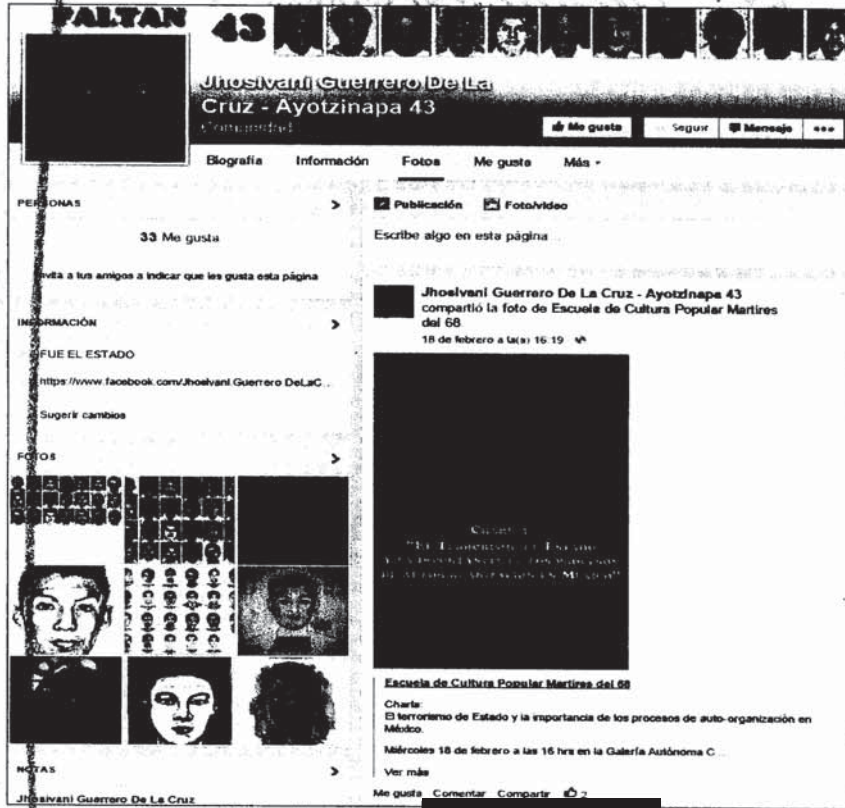 FALTAN 43
Jhosivani Guerrero De La
Cruz - Ayotzinapa 43
Comunidad
Me gusta Seguir Mensaje •••
Biografía Información Fotos Me gusta Más
PERSONAS >
33 Me gusta
Invita a tus amigos a indicar que les gusta esta página
INFORMACIÓN >
FUE EL ESTADO
https://www.facebook.com/Jhosivani.Guerrero.DeLaC...
Sugerir cambios
FOTOS >
NOTAS >
Jhosivani Guerrero De La Cruz
Publicación Foto/video
Escribe algo en esta página...
Jhosivani Guerrero De La Cruz - Ayotzinapa 43
compartió la foto de Escuela de Cultura Popular Martires
del 68.
18 de febrero a la(s) 16:19
Escuela de Cultura Popular Martires del 68
Charla:
El terrorismo de Estado y la importancia de los procesos de auto-organización en
México.
Miércoles 18 de febrero a las 16 hrs en la Galería Autónoma C...
Ver más
Me gusta Comentar Compartir 2